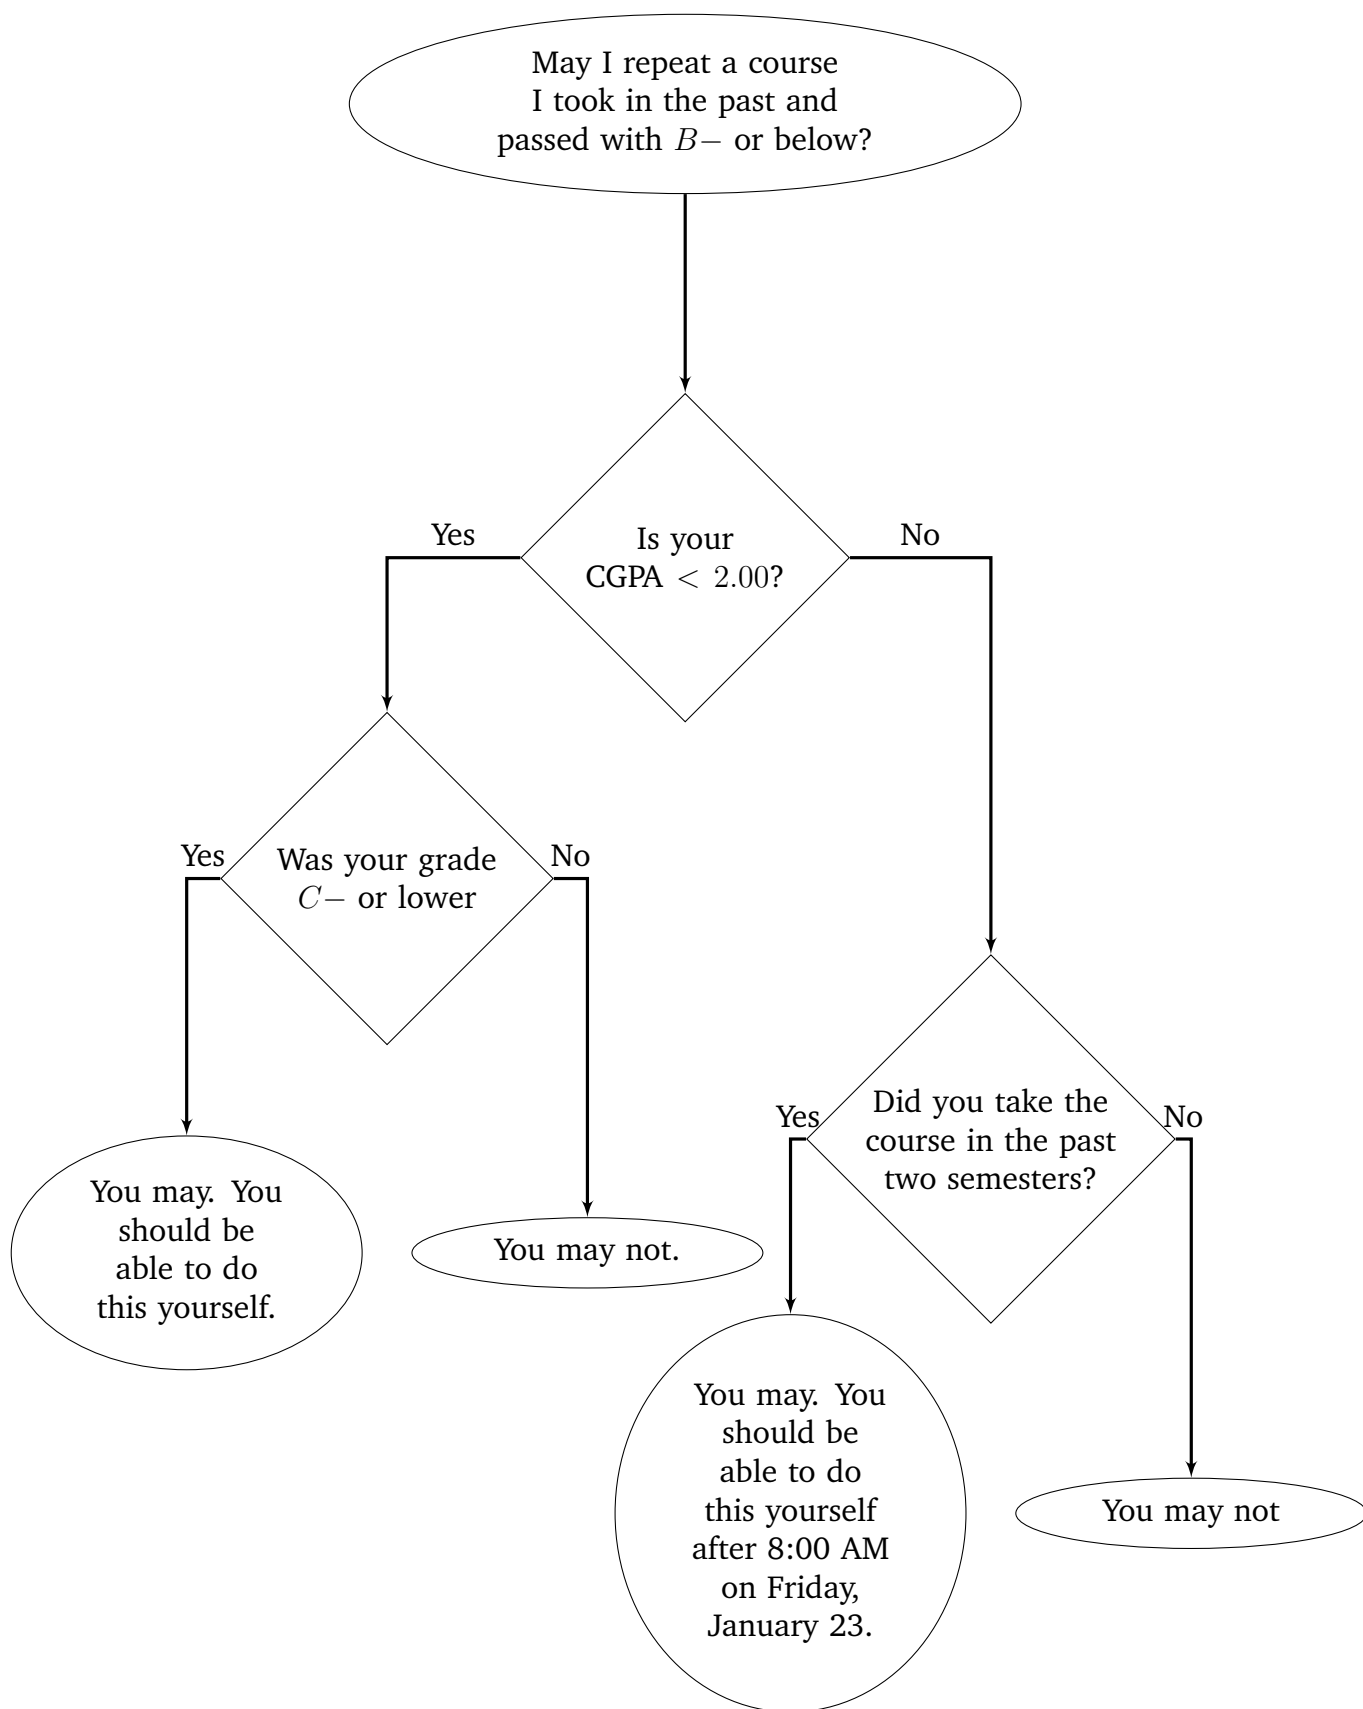 May I repeat a course
I took in the past and
passed with B− or below?
Yes
Is your
CGPA < 2.00?
No
Yes
Was your grade
C− or lower
No
Yes
Did you take the
course in the past
two semesters?
No
You may. You
should be
able to do
this yourself.
You may not.
You may. You
should be
able to do
this yourself
after 8:00 AM
on Friday,
January 23.
You may not